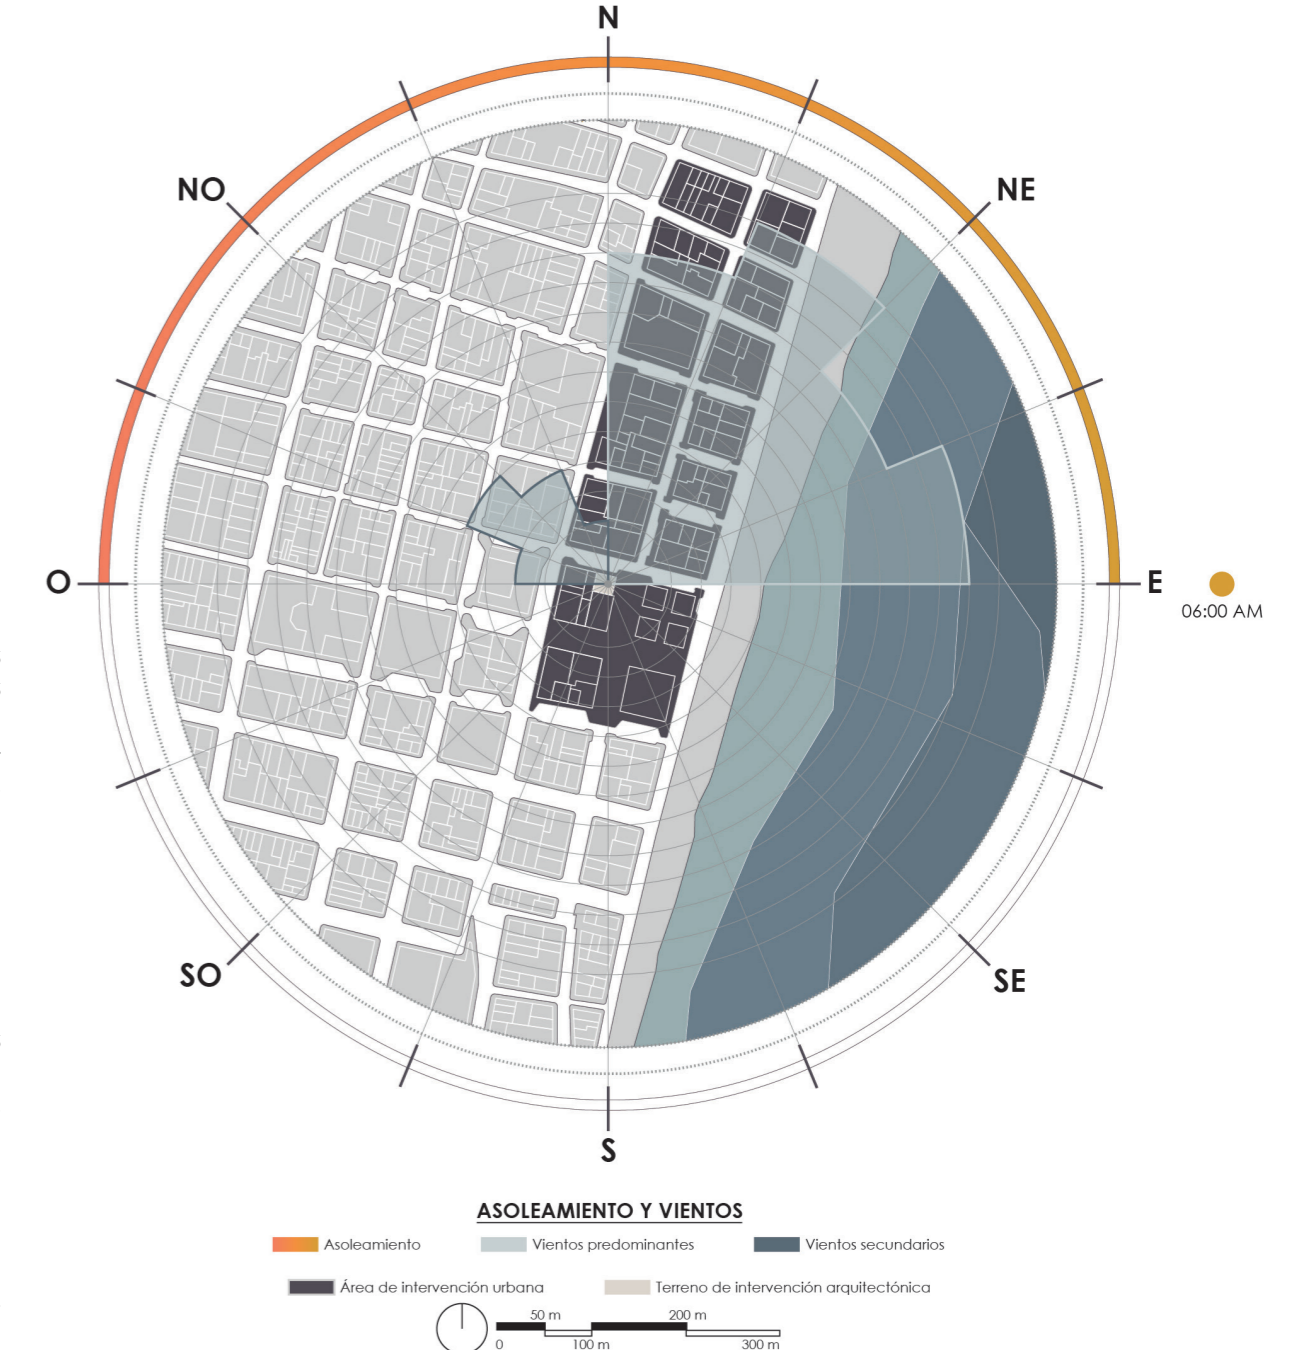 N
NO
NE
O
E
06:00 AM
SO
SE
S
ASOLEAMIENTO Y VIENTOS
Asoleamiento
Vientos predominantes
Vientos secundarios
Área de intervención urbana
Terreno de intervención arquitectónica
50 m
200 m
0
100 m
300 m